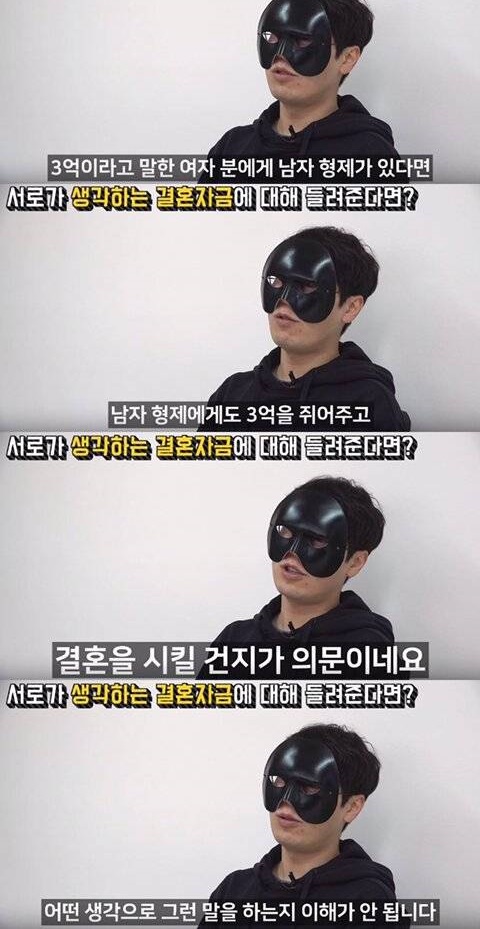 3억이라고 말한 여자 분에게 남자 형제가 있다면
서로가 생각하는 결혼자금에 대해 들려준다면?
남자 형제에게도 3억을 쥐어주고
서로가 생각하는 결혼자금에 대해 들려준다면?
결혼을 시킬 건지가 의문이네요
서로가 생각하는 결혼자금에 대해 들려준다면?
어떤 생각으로 그런 말을 하는지 이해가 안 됩니다